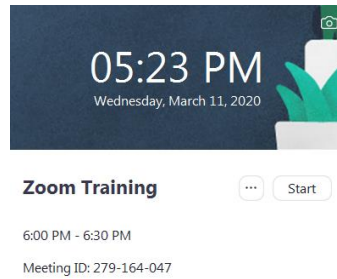 05:23 PM
Wednesday, March 11, 2020
Zoom Training
... Start
6:00 PM - 6:30 PM
Meeting ID: 279-164-047